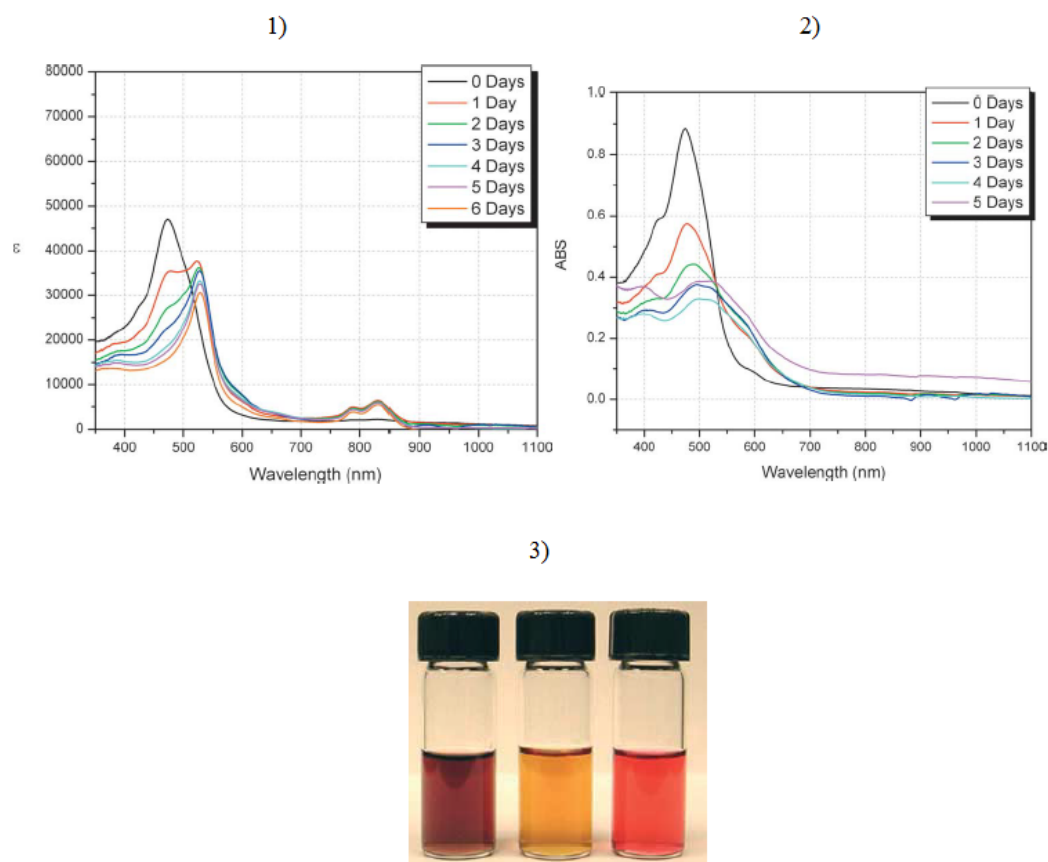 1)
80000
70000
60000
50000
40000
30000
20000
10000
0
ε
400 500 600 700 800 900 1000 1100
Wavelength (nm)
0 Days
1 Day
2 Days
3 Days
4 Days
5 Days
6 Days
2)
1.0
0.8
0.6
0.4
0.2
0.0
ABS
400 500 600 700 800 900 1000 1100
Wavelength (nm)
0 Days
1 Day
2 Days
3 Days
4 Days
5 Days
3)